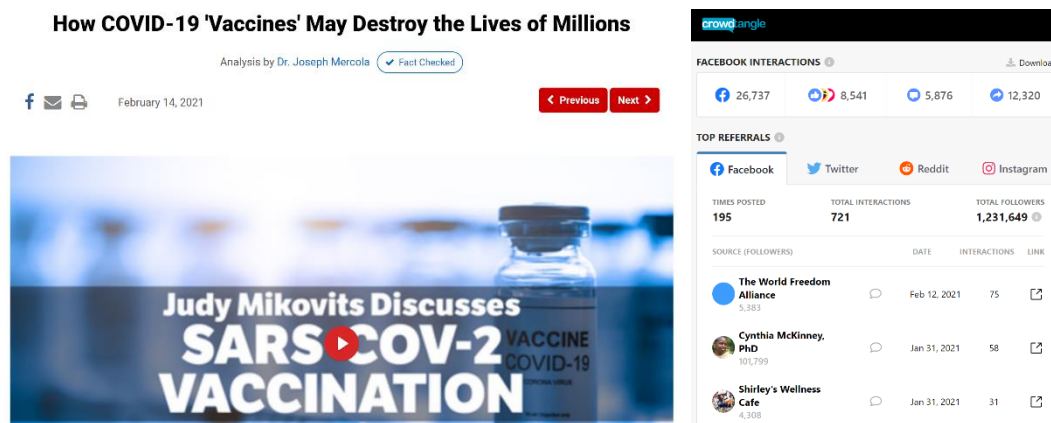 How COVID-19 'Vaccines' May Destroy the Lives of Millions
Analysis by Dr. Joseph Mercola ✔ Fact Checked
February 14, 2021
Previous Next
Judy Mikovits Discusses
SARS-COV-2
VACCINATION
VACCINE
COVID-19
CORONA VIRUS
crowdtangle
FACEBOOK INTERACTIONS Downloa
26,737 8,541 5,876 12,320
TOP REFERRALS
Facebook Twitter Reddit Instagram
TIMES POSTED TOTAL INTERACTIONS TOTAL FOLLOWERS
195 721 1,231,649
SOURCE (FOLLOWERS) DATE INTERACTIONS LINK
The World Freedom
Alliance Feb 12, 2021 75
5,383
Cynthia McKinney,
PhD Jan 31, 2021 58
101,799
Shirley's Wellness
Cafe Jan 31, 2021 31
4,308